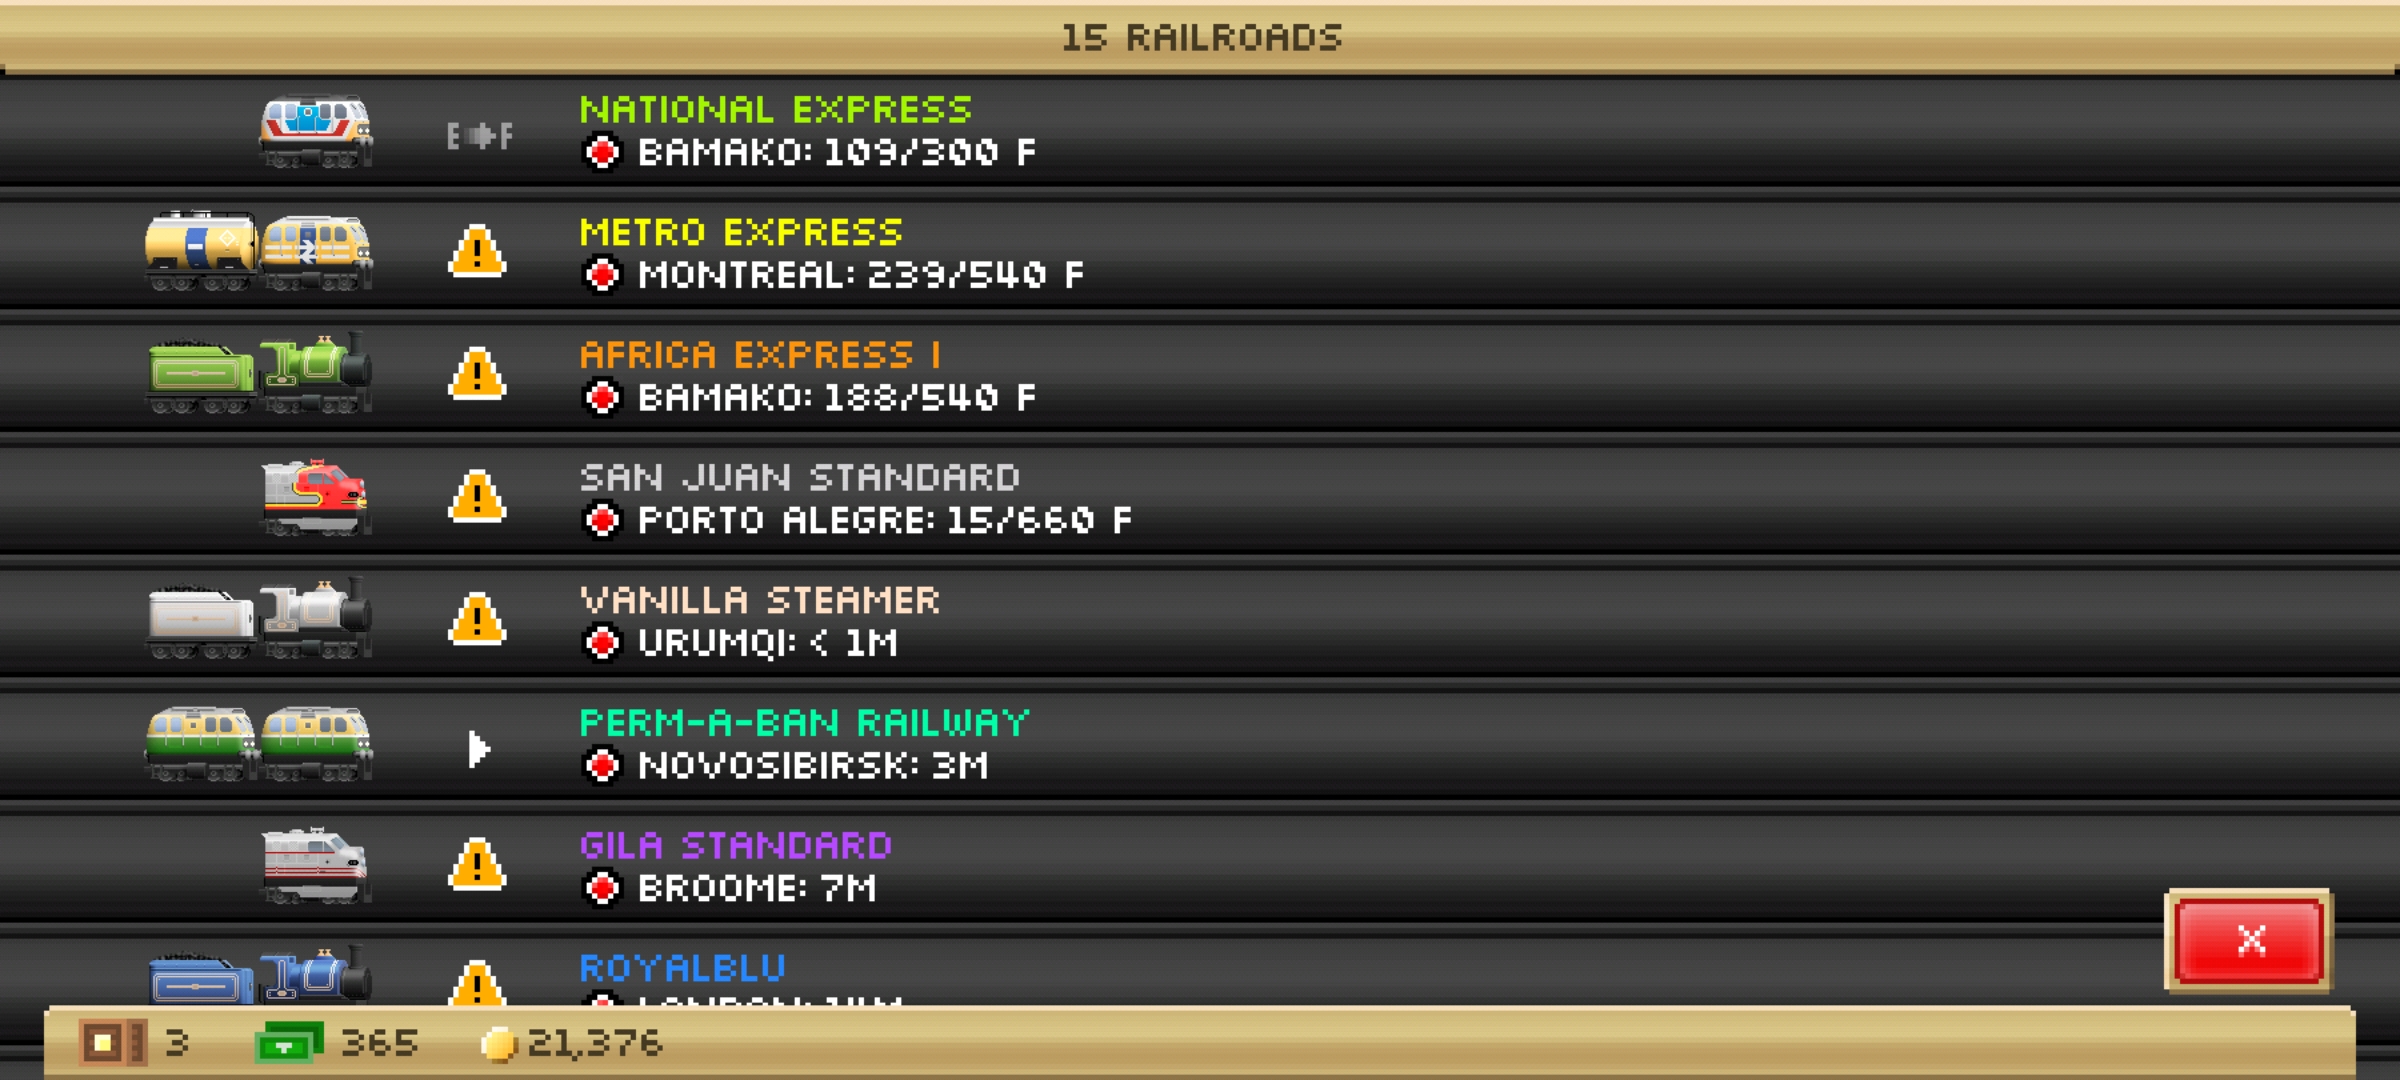 15 RAILROADS
E F
NATIONAL EXPRESS
BAMAKO: 109/300 F
METRO EXPRESS
MONTREAL: 239/540 F
AFRICA EXPRESS I
BAMAKO: 188/540 F
SAN JUAN STANDARD
PORTO ALEGRE: 15/660 F
VANILLA STEAMER
URUMQI: < 1M
PERM-A-BAN RAILWAY
NOVOSIBIRSK: 3M
GILA STANDARD
BROOME: 7M
X
ROYALBLU
3 365 21,376